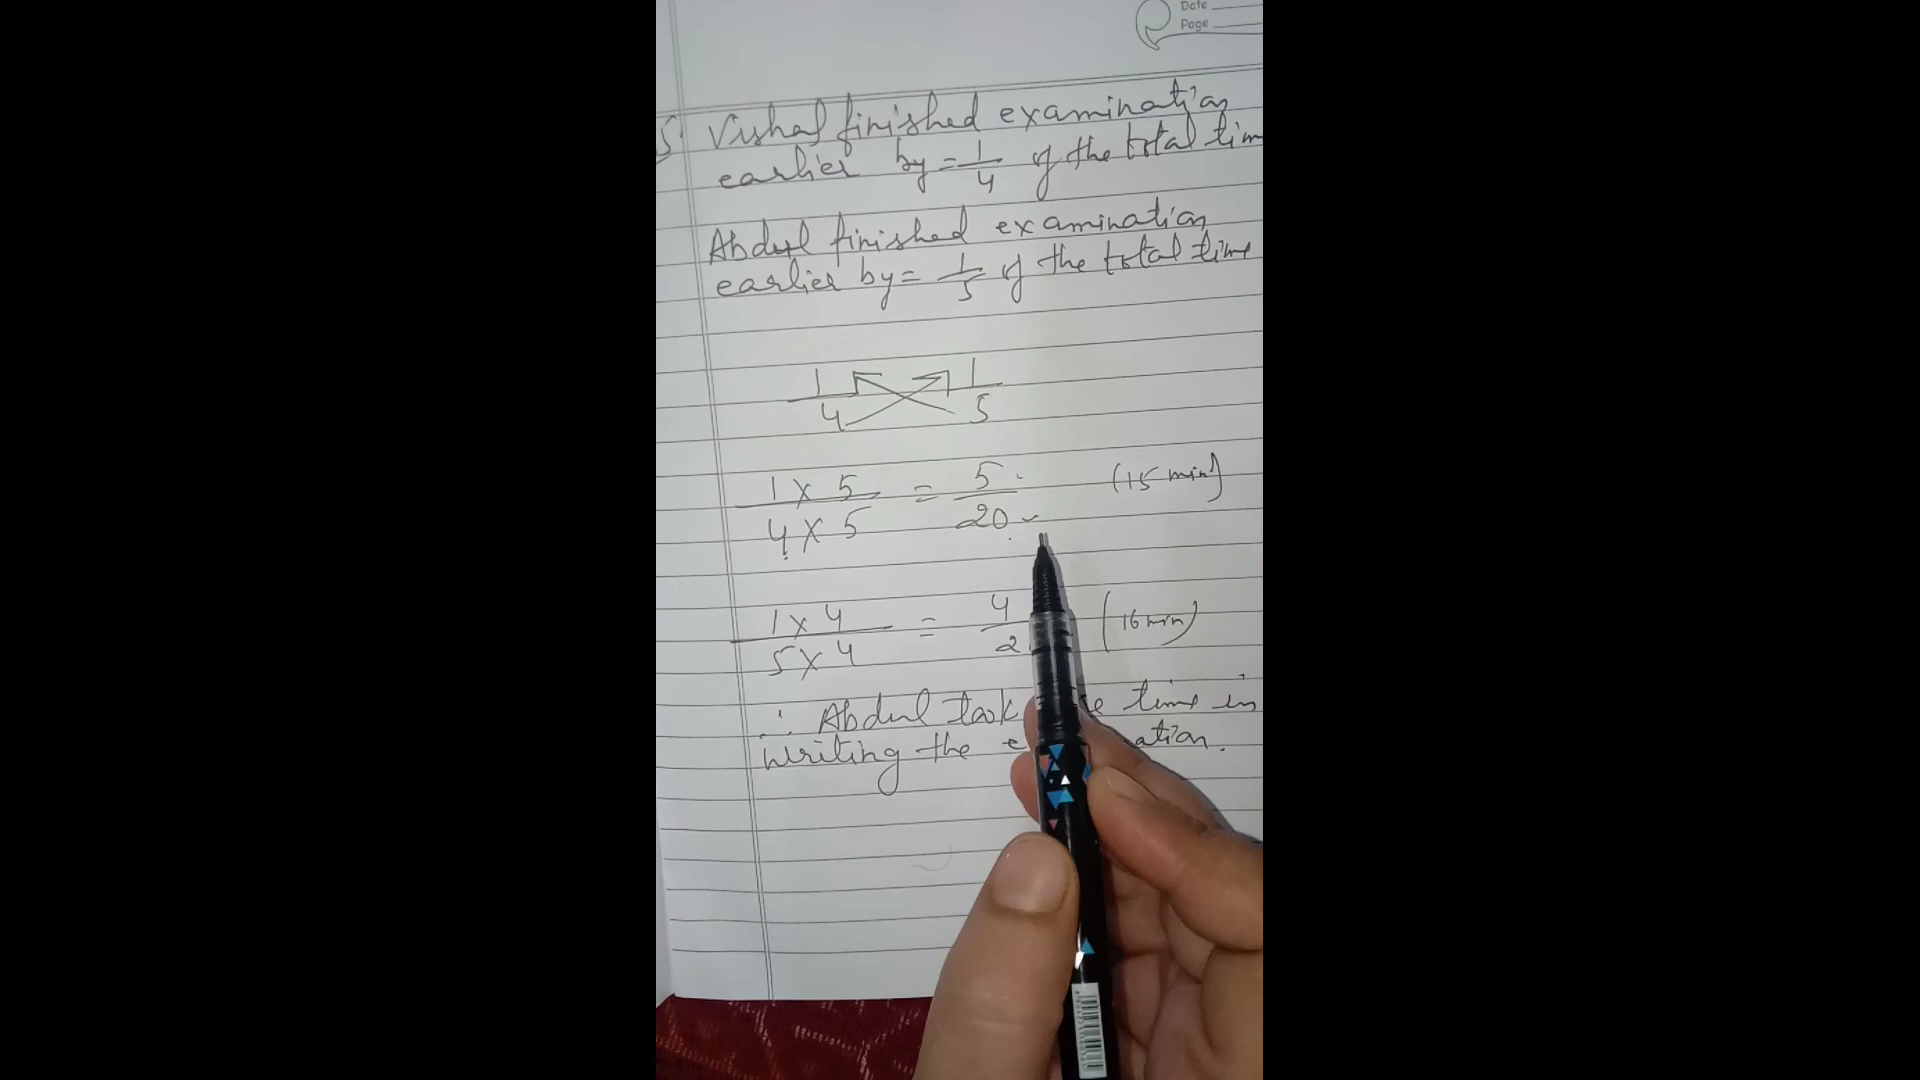 Date
Page
5 Vishal finished examination
earlier by = 1/4 of the total tim
Abdul finished examination
earlier by = 1/5 of the total time
1/4 1/5
1 x 5 / 4 x 5 = 5/20 (15 min)
1 x 4 / 5 x 4 = 4/2 (16 min)
∴ Abdul took e time in
writing the e ation.